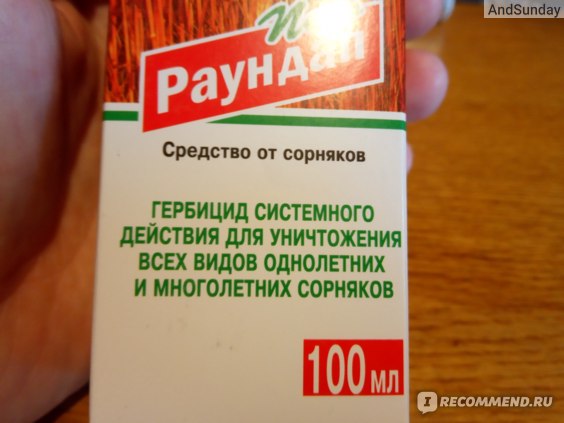 AndSunday
Раундап
Средство от сорняков
ГЕРБИЦИД СИСТЕМНОГО
ДЕЙСТВИЯ ДЛЯ УНИЧТОЖЕНИЯ
ВСЕХ ВИДОВ ОДНОЛЕТНИХ
И МНОГОЛЕТНИХ СОРНЯКОВ
100 мл
I RECOMMEND.RU